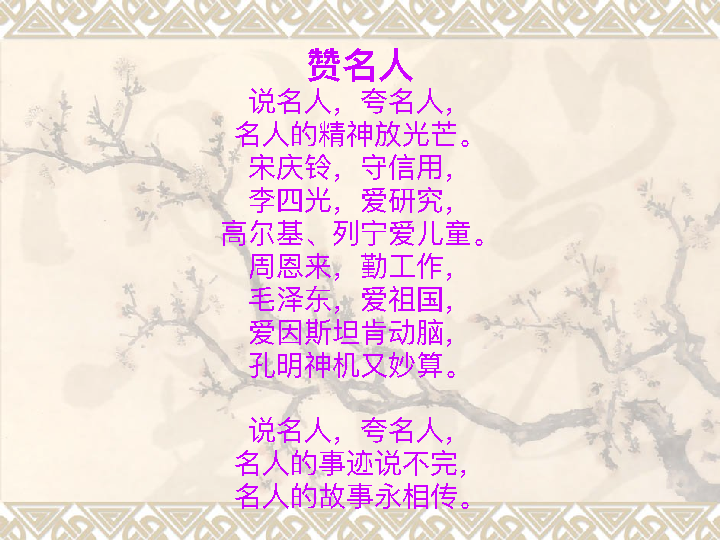 赞名人
说名人，夸名人，
名人的精神放光芒。
宋庆铃，守信用，
李四光，爱研究，
高尔基、列宁爱儿童。
周恩来，勤工作，
毛泽东，爱祖国，
爱因斯坦肯动脑，
孔明神机又妙算。
说名人，夸名人，
名人的事迹说不完，
名人的故事永相传。